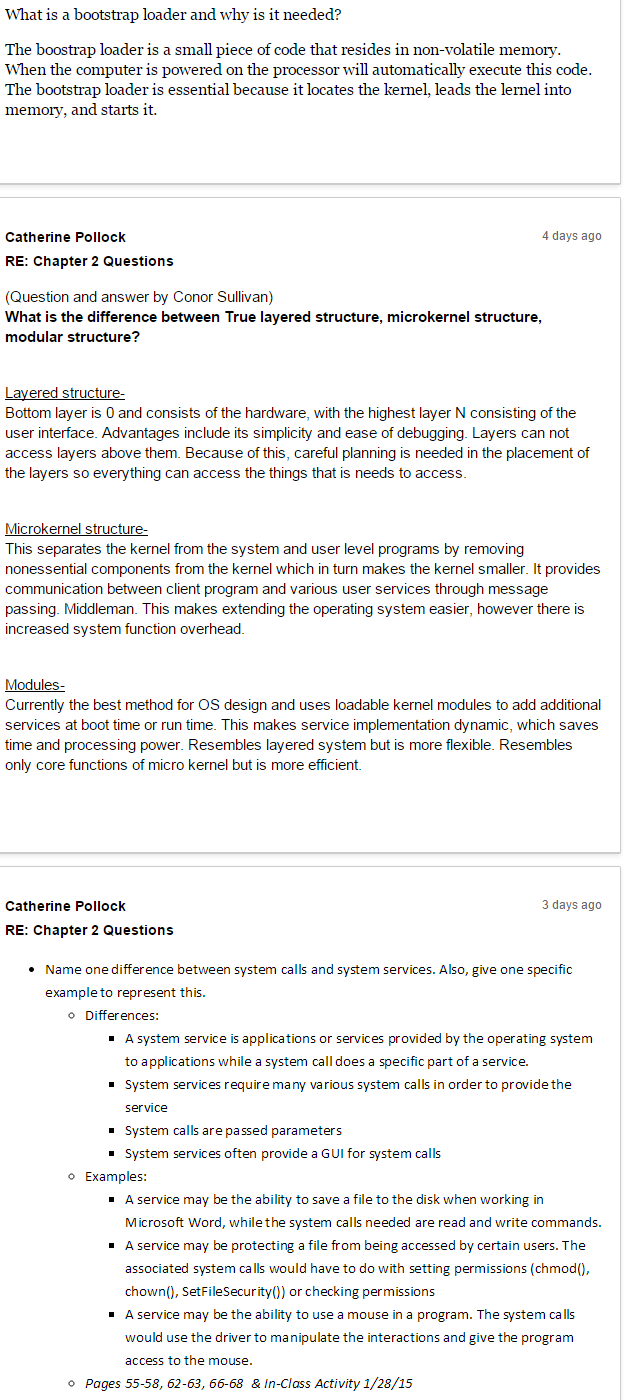 What is a bootstrap loader and why is it needed?
The boostrap loader is a small piece of code that resides in non-volatile memory.
When the computer is powered on the processor will automatically execute this code.
The bootstrap loader is essential because it locates the kernel, leads the lernel into
memory, and starts it.
Catherine Pollock
4 days ago
RE: Chapter 2 Questions
(Question and answer by Conor Sullivan)
What is the difference between True layered structure, microkernel structure,
modular structure?
Layered structure-
Bottom layer is 0 and consists of the hardware, with the highest layer N consisting of the
user interface. Advantages include its simplicity and ease of debugging. Layers can not
access layers above them. Because of this, careful planning is needed in the placement of
the layers so everything can access the things that is needs to access.
Microkernel structure-
This separates the kernel from the system and user level programs by removing
nonessential components from the kernel which in turn makes the kernel smaller. It provides
communication between client program and various user services through message
passing. Middleman. This makes extending the operating system easier, however there is
increased system function overhead.
Modules-
Currently the best method for OS design and uses loadable kernel modules to add additional
services at boot time or run time. This makes service implementation dynamic, which saves
time and processing power. Resembles layered system but is more flexible. Resembles
only core functions of micro kernel but is more efficient.
Catherine Pollock
3 days ago
RE: Chapter 2 Questions
• Name one difference between system calls and system services. Also, give one specific
example to represent this.
○ Differences:
▪ A system service is applications or services provided by the operating system
to applications while a system call does a specific part of a service.
▪ System services require many various system calls in order to provide the
service
▪ System calls are passed parameters
▪ System services often provide a GUI for system calls
○ Examples:
▪ A service may be the ability to save a file to the disk when working in
Microsoft Word, while the system calls needed are read and write commands.
▪ A service may be protecting a file from being accessed by certain users. The
associated system calls would have to do with setting permissions (chmod(),
chown(), SetFileSecurity()) or checking permissions
▪ A service may be the ability to use a mouse in a program. The system calls
would use the driver to manipulate the interactions and give the program
access to the mouse.
○ Pages 55-58, 62-63, 66-68 & In-Class Activity 1/28/15